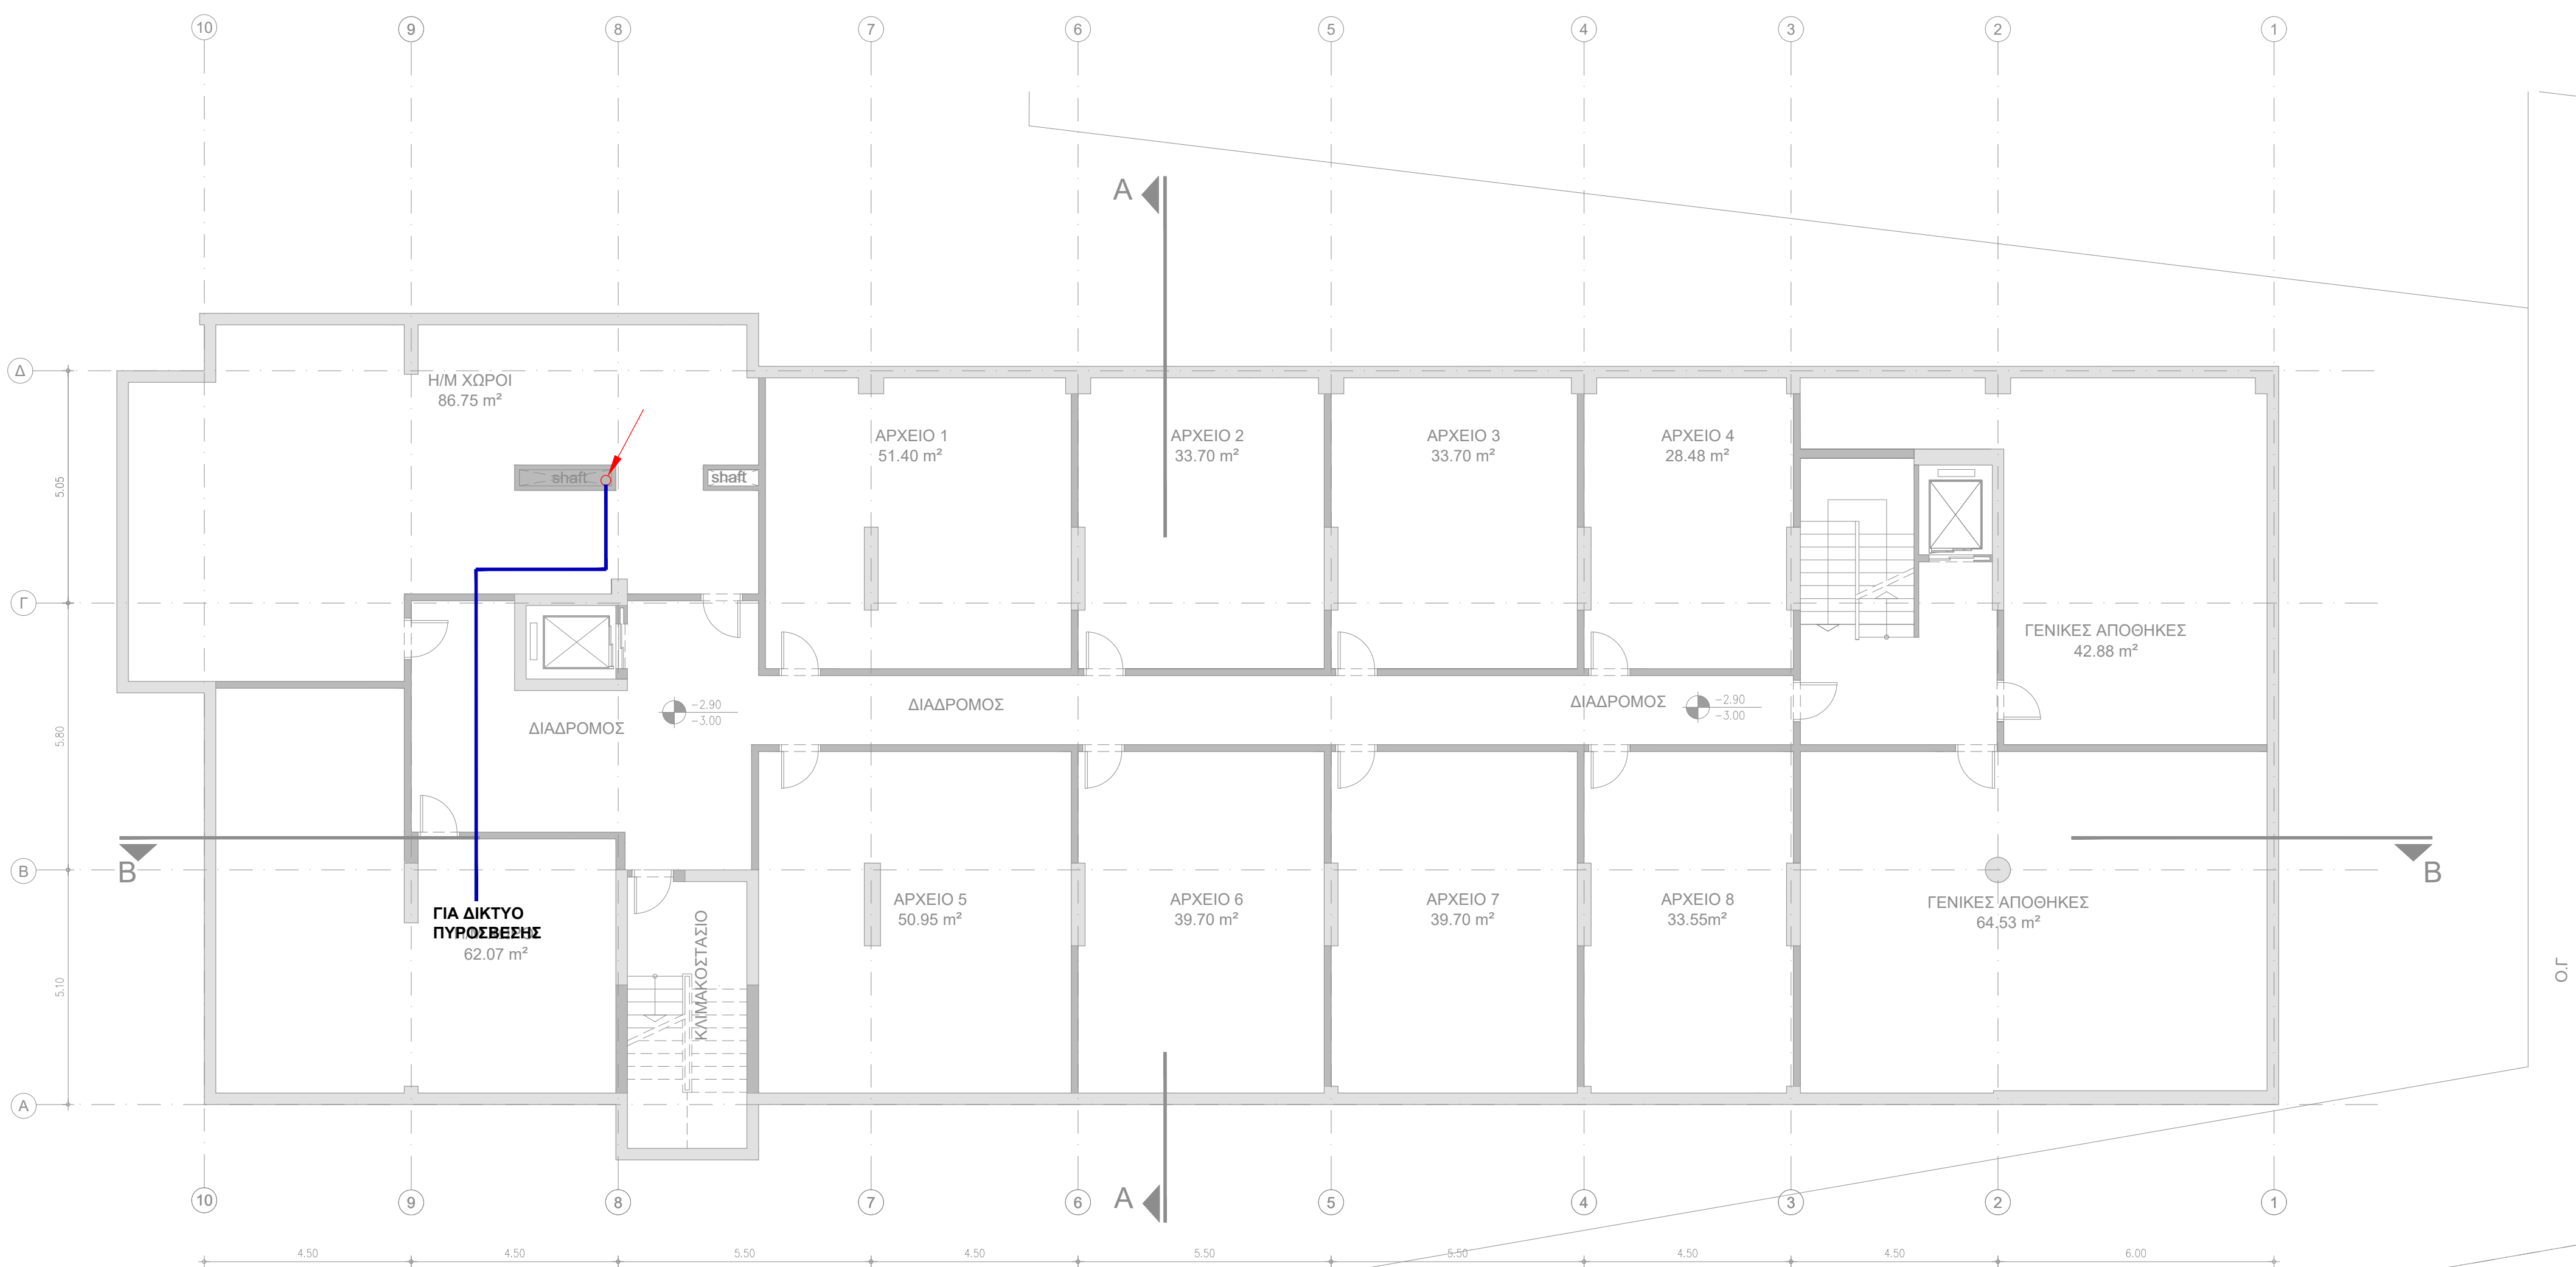 10
9
8
7
6
5
4
3
2
1
A
Δ
Η/Μ ΧΩΡΟΙ
86.75 m²
ΑΡΧΕΙΟ 1
51.40 m²
ΑΡΧΕΙΟ 2
33.70 m²
ΑΡΧΕΙΟ 3
33.70 m²
ΑΡΧΕΙΟ 4
28.48 m²
shaft
shaft
5.05
Γ
ΓΕΝΙΚΕΣ ΑΠΟΘΗΚΕΣ
42.88 m²
ΔΙΑΔΡΟΜΟΣ
-2.90
-3.00
ΔΙΑΔΡΟΜΟΣ
ΔΙΑΔΡΟΜΟΣ
-2.90
-3.00
5.80
B
B
B
ΓΙΑ ΔΙΚΤΥΟ
ΠΥΡΟΣΒΕΣΗΣ
62.07 m²
ΚΛΙΜΑΚΟΣΤΑΣΙΟ
ΑΡΧΕΙΟ 5
50.95 m²
ΑΡΧΕΙΟ 6
39.70 m²
ΑΡΧΕΙΟ 7
39.70 m²
ΑΡΧΕΙΟ 8
33.55m²
ΓΕΝΙΚΕΣ ΑΠΟΘΗΚΕΣ
64.53 m²
Ο.Γ
5.10
A
A
10
9
8
7
6
5
4
3
2
1
4.50
4.50
5.50
4.50
5.50
5.50
4.50
4.50
6.00